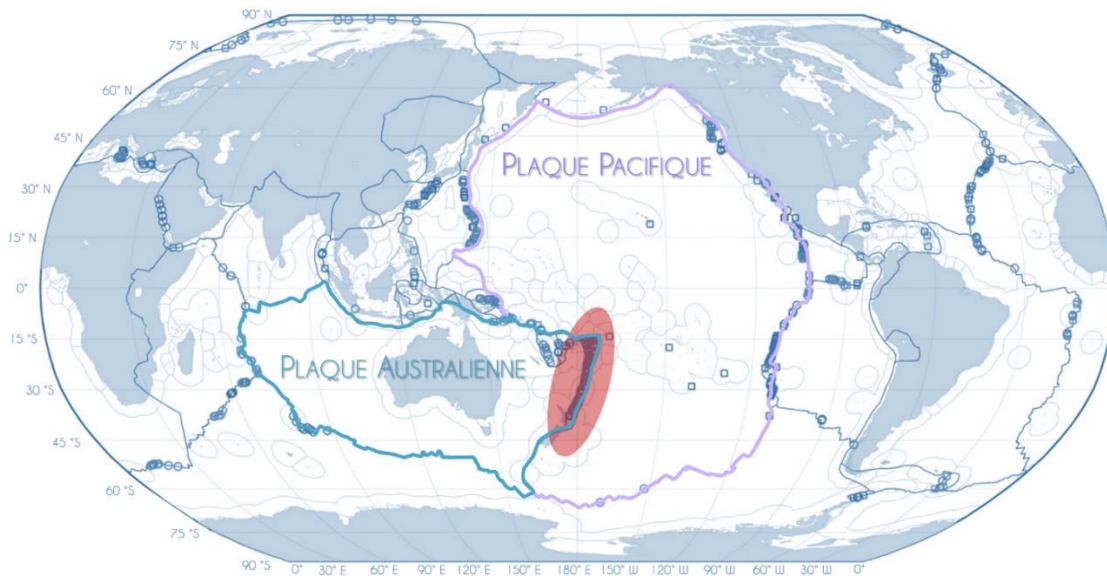 90° N
75° N
60° N
45° N
30° N
15° N
0°
15 °S
30 °S
45 °S
60 °S
75 °S
90 °S
PLAQUE PACIFIQUE
PLAQUE AUSTRALIENNE
0° 30° E 60° E 90° E 120° E 150° E 180° E 150° W 120° W 90° W 60° W 30° W 0°